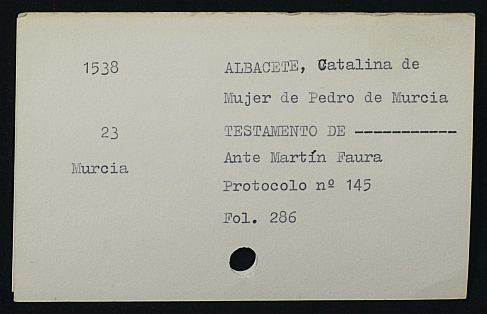 1538 ALBACETE, Catalina de
Mujer de Pedro de Murcia
23 TESTAMENTO DE -----------
Murcia Ante Martín Faura
Protocolo nº 145
Fol. 286